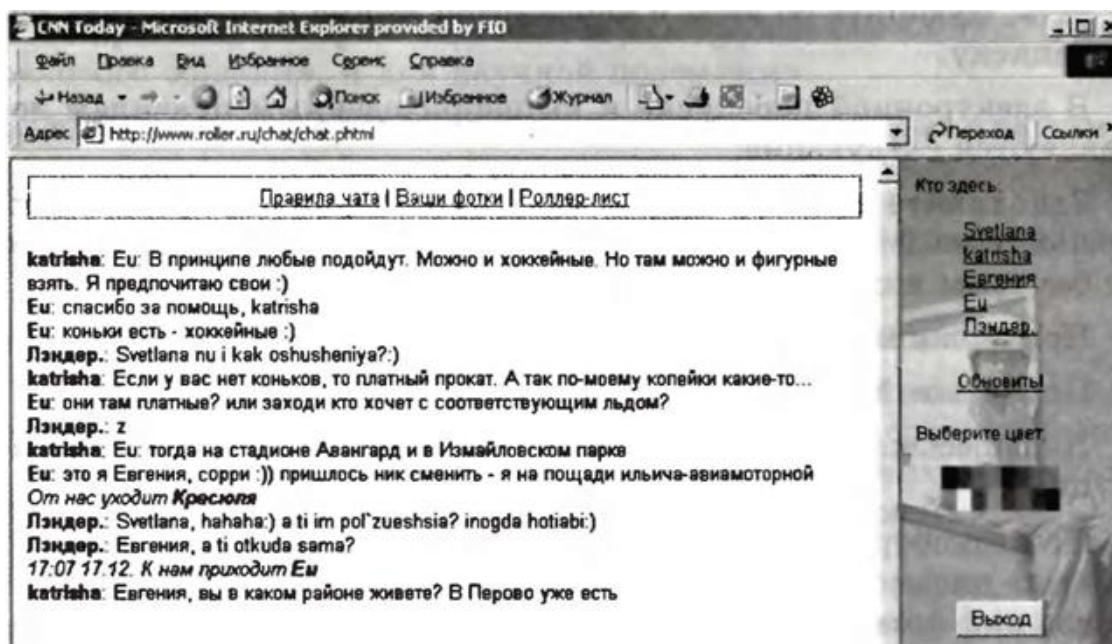 CNN Today - Microsoft Internet Explorer provided by FIO
Файл Правка Вид Избранное Сервис Справка
Назад Поиск Избранное Журнал
Адрес http://www.roller.ru/chat/chat.phtml Переход Ссылки
Правила чата | Ваши фотки | Роллер-лист
katrisha: Eu: В принципе любые подойдут. Можно и хоккейные. Но там можно и фигурные
взять. Я предпочитаю свои :)
Eu: спасибо за помощь, katrisha
Eu: коньки есть - хоккейные :)
Лэндер.: Svetlana nu i kak oshusheniya?:)
katrisha: Если у вас нет коньков, то платный прокат. А так по-моему копейки какие-то...
Eu: они там платные? или заходи кто хочет с соответствующим льдом?
Лэндер.: z
katrisha: Eu: тогда на стадионе Авангард и в Измайловском парке
Eu: это я Евгения, сорри :)) пришлось ник сменить - я на пощади ильича-авиамоторной
От нас уходит Кресюля
Лэндер.: Svetlana, hahaha:) a ti im pol`zueshsia? inogda hotiabi:)
Лэндер.: Евгения, a ti otkuda sama?
17:07 17.12. К нам приходит Eu
katrisha: Евгения, вы в каком районе живете? В Перово уже есть
Кто здесь:
Svetlana
katrisha
Евгения
Eu
Лэндер.
Обновить!
Выберите цвет
Выход